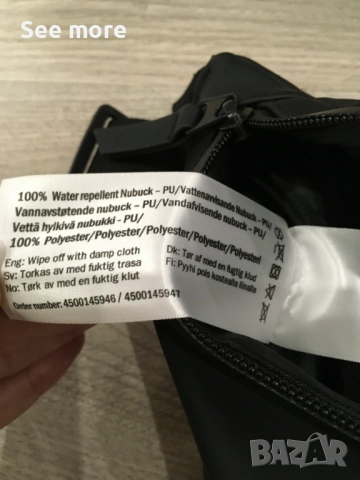 See more
100% Water repellent Nubuck – PU/Vattenavvisande Nubuck – PU/
Vannavstøtende nubuck – PU/Vandafvisende nubuck – PU/
Vettä hylkivä nubukki - PU/
100% Polyester/Polyester/Polyester/Polyester/Polyesteri
Eng: Wipe off with damp cloth
Sv: Torkas av med fuktig trasa
No: Tørk av med en fuktig klut
Dk: Tør af med en fugtig klud
Fi: Pyyhi pois kostealla liinalla
Order number: 4500145946 / 4500145947
BAZAR